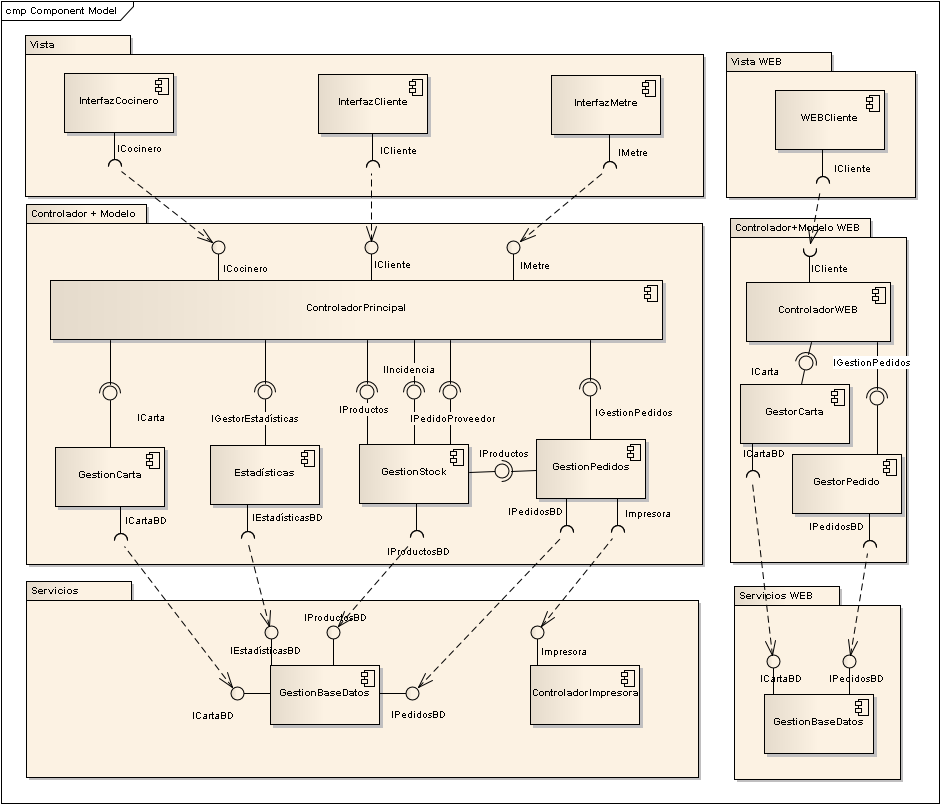 cmp Component Model
Vista
InterfazCocinero
InterfazCliente
InterfazMetre
ICocinero
ICliente
IMetre
Vista WEB
WEBCliente
ICliente
Controlador + Modelo
ICocinero
ICliente
IMetre
ControladorPrincipal
IIncidencia
ICarta
IGestorEstadísticas
IProductos
IPedidoProveedor
IGestionPedidos
GestionCarta
Estadísticas
GestionStock
IProductos
GestionPedidos
ICartaBD
IEstadísticasBD
IProductosBD
IPedidosBD
Impresora
Controlador+Modelo WEB
ICliente
ControladorWEB
IGestionPedidos
ICarta
GestorCarta
ICartaBD
GestorPedido
IPedidosBD
Servicios
IProductosBD
IEstadísticasBD
Impresora
GestionBaseDatos
ControladorImpresora
ICartaBD
IPedidosBD
Servicios WEB
ICartaBD
IPedidosBD
GestionBaseDatos